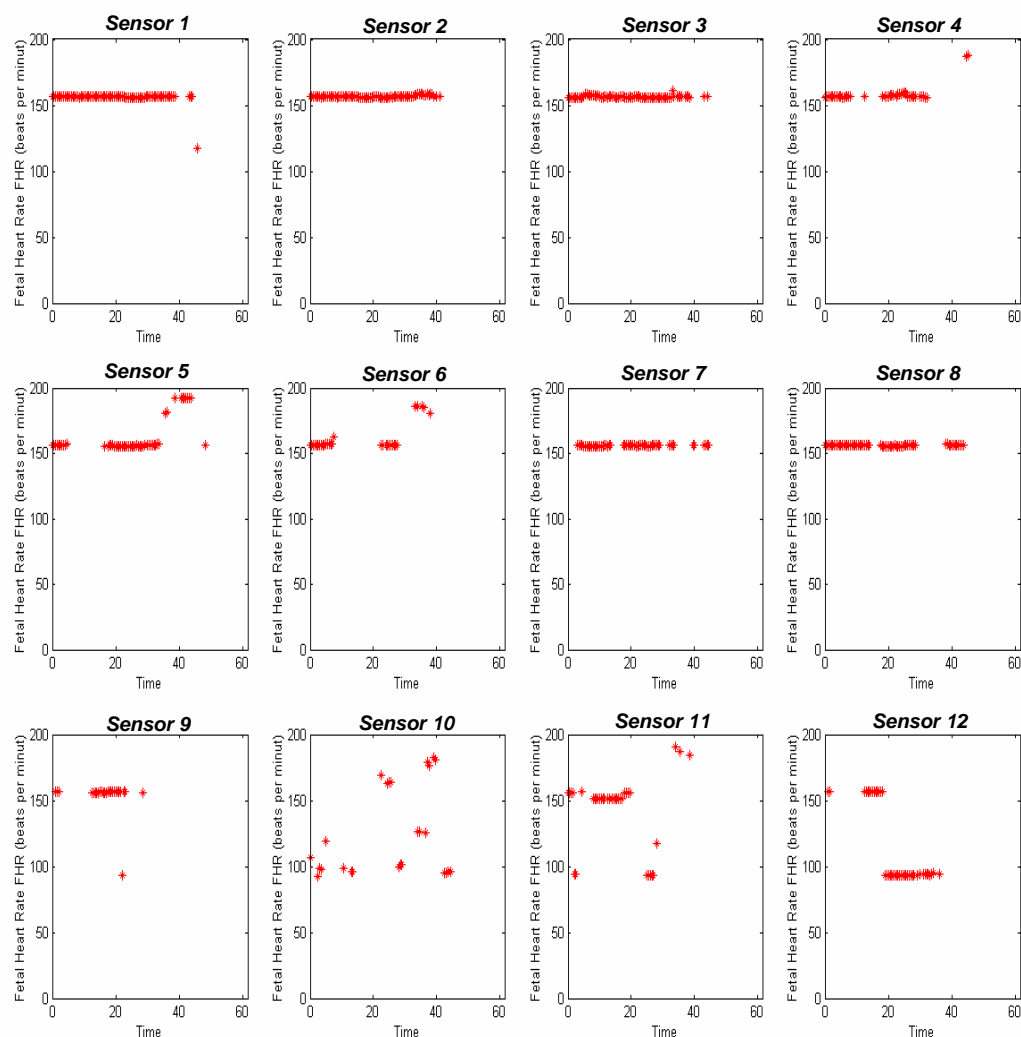 Sensor 1
Sensor 2
Sensor 3
Sensor 4
Fetal Heart Rate FHR (beats per minut)
200
150
100
50
0
0 20 40 60
Time
Fetal Heart Rate FHR (beats per minut)
200
150
100
50
0
0 20 40 60
Time
Fetal Heart Rate FHR (beats per minut)
200
150
100
50
0
0 20 40 60
Time
Fetal Heart Rate FHR (beats per minut)
200
150
100
50
0
0 20 40 60
Time
Sensor 5
Sensor 6
Sensor 7
Sensor 8
Fetal Heart Rate FHR (beats per minut)
200
150
100
50
0
0 20 40 60
Time
Fetal Heart Rate FHR (beats per minut)
200
150
100
50
0
0 20 40 60
Time
Fetal Heart Rate FHR (beats per minut)
200
150
100
50
0
0 20 40 60
Time
Fetal Heart Rate FHR (beats per minut)
200
150
100
50
0
0 20 40 60
Time
Sensor 9
Sensor 10
Sensor 11
Sensor 12
Fetal Heart Rate FHR (beats per minut)
200
150
100
50
0
0 20 40 60
Time
Fetal Heart Rate FHR (beats per minut)
200
150
100
50
0
0 20 40 60
Time
Fetal Heart Rate FHR (beats per minut)
200
150
100
50
0
0 20 40 60
Time
Fetal Heart Rate FHR (beats per minut)
200
150
100
50
0
0 20 40 60
Time